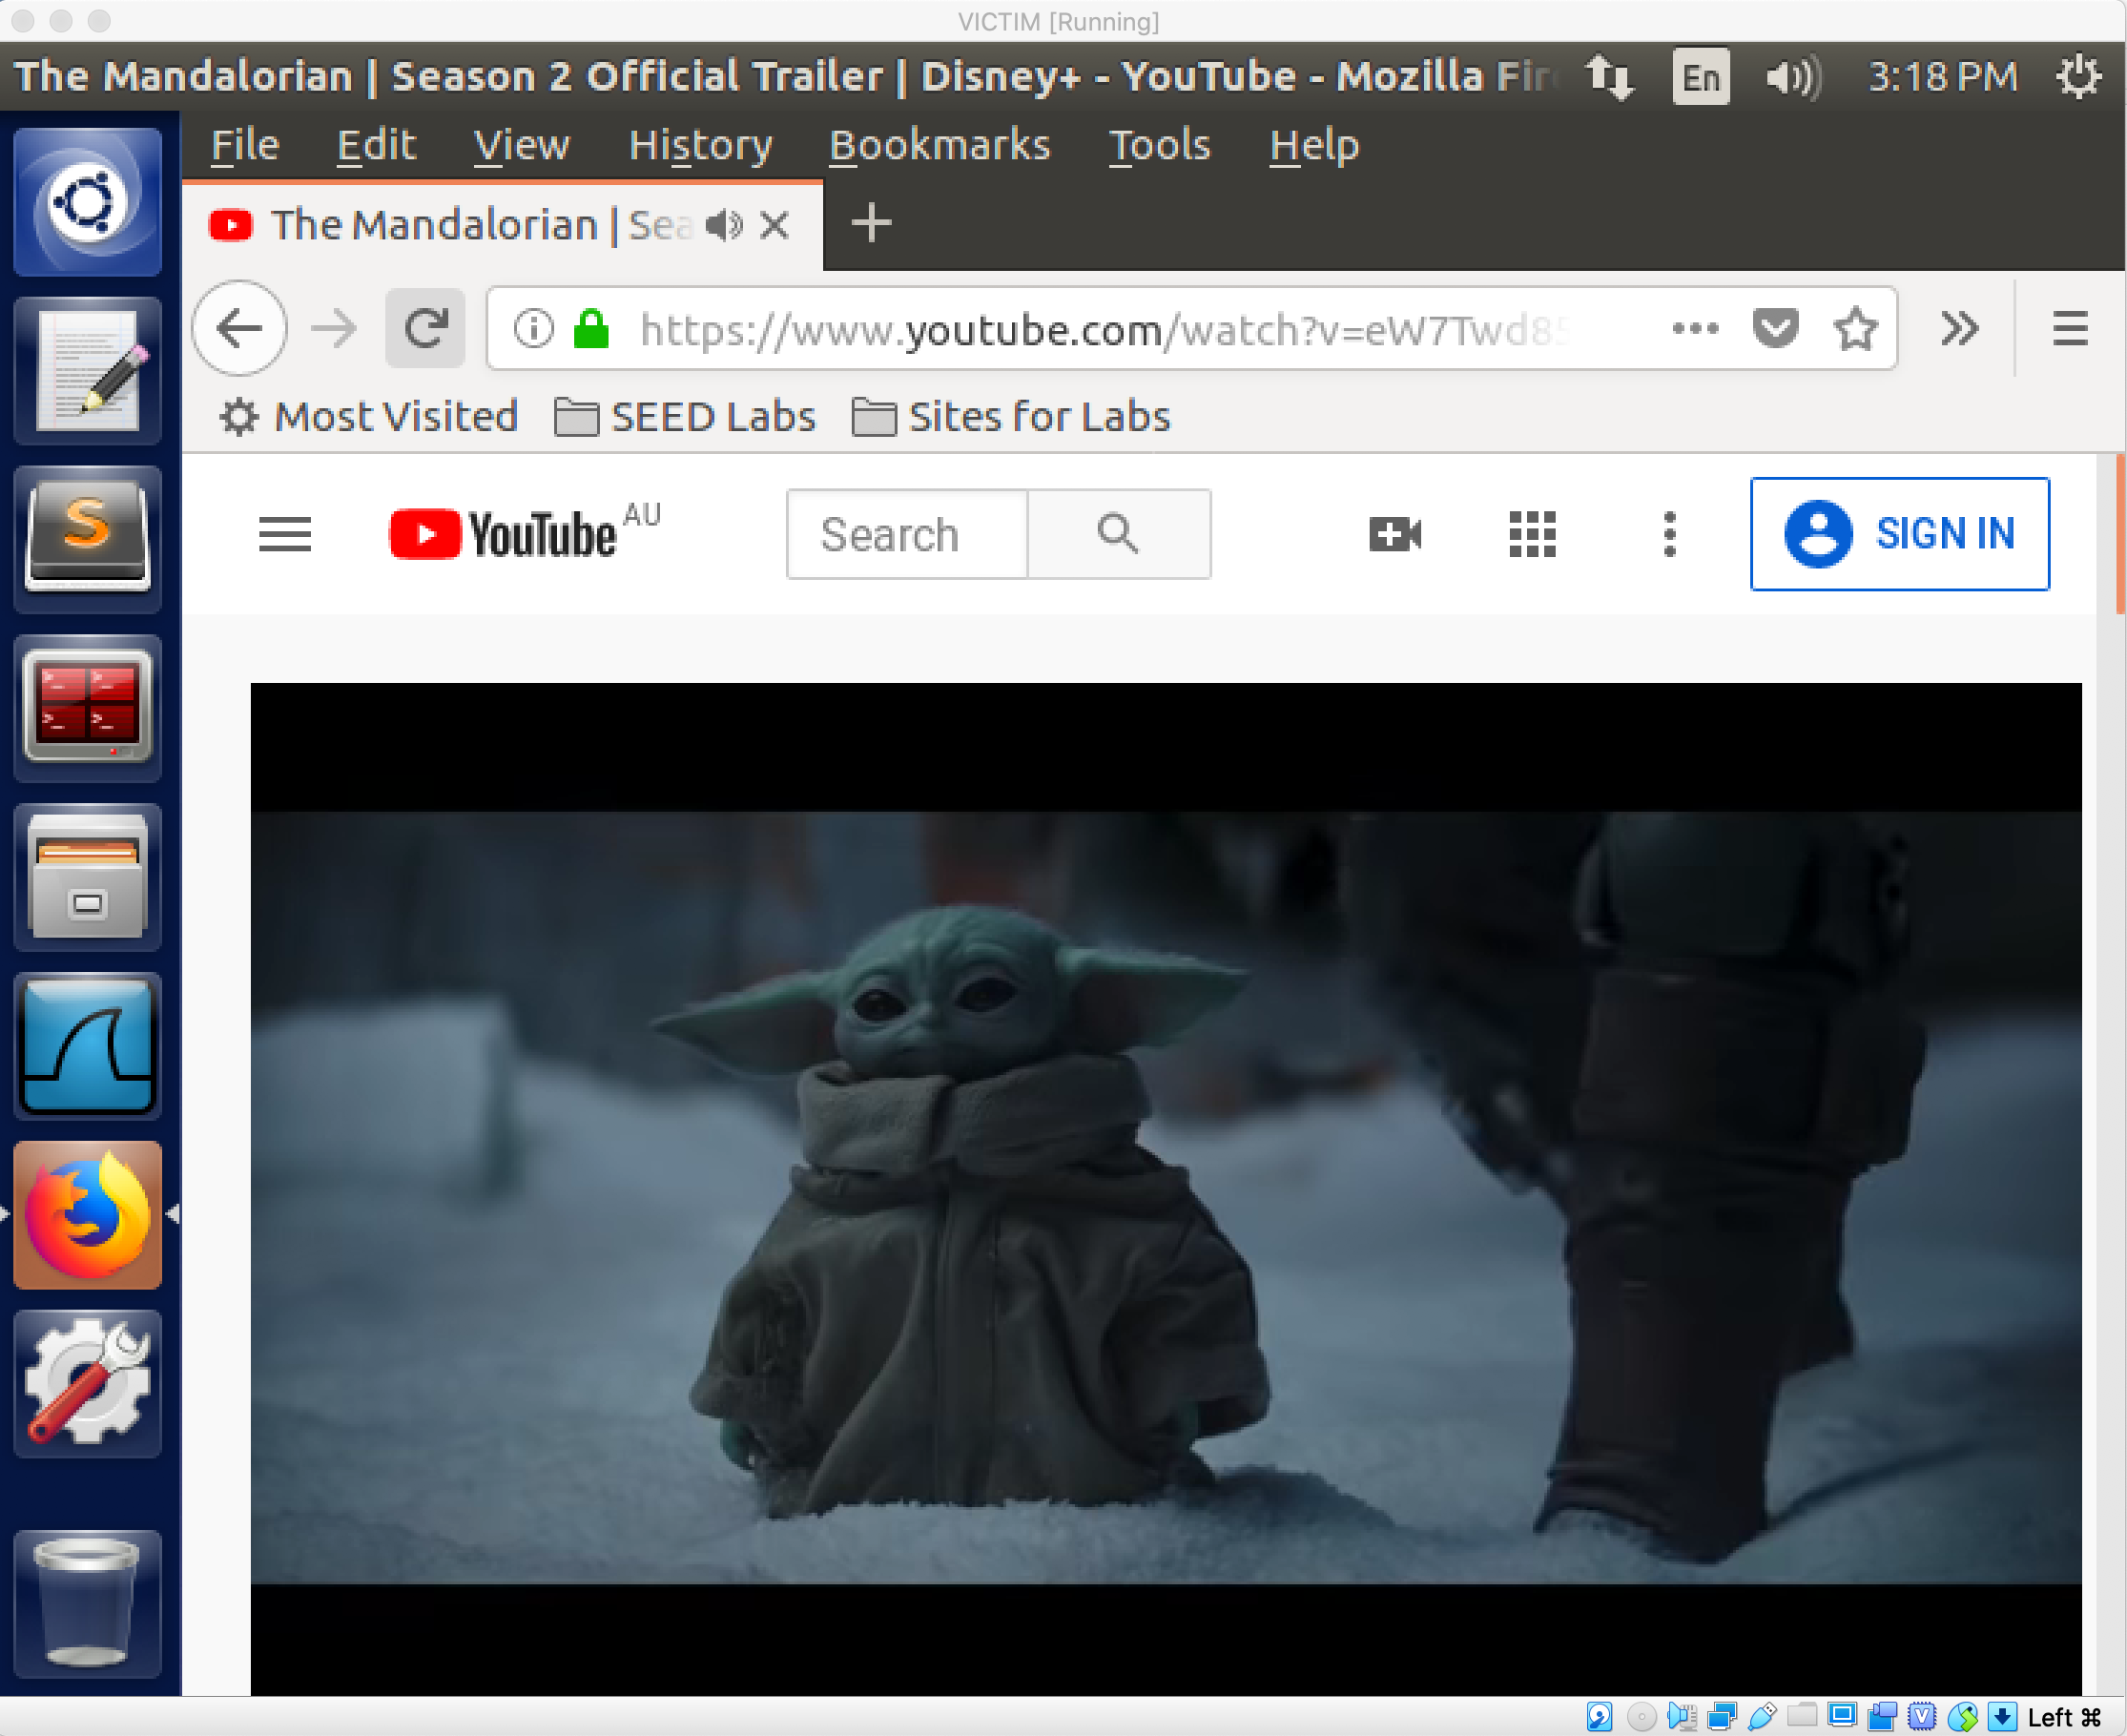 VICTIM [Running]
The Mandalorian | Season 2 Official Trailer | Disney+ - YouTube - Mozilla Fir
En
3:18 PM
File Edit View History Bookmarks Tools Help
The Mandalorian | Sea
https://www.youtube.com/watch?v=eW7Twd85
Most Visited SEED Labs Sites for Labs
YouTube AU
Search
SIGN IN
Left ⌘